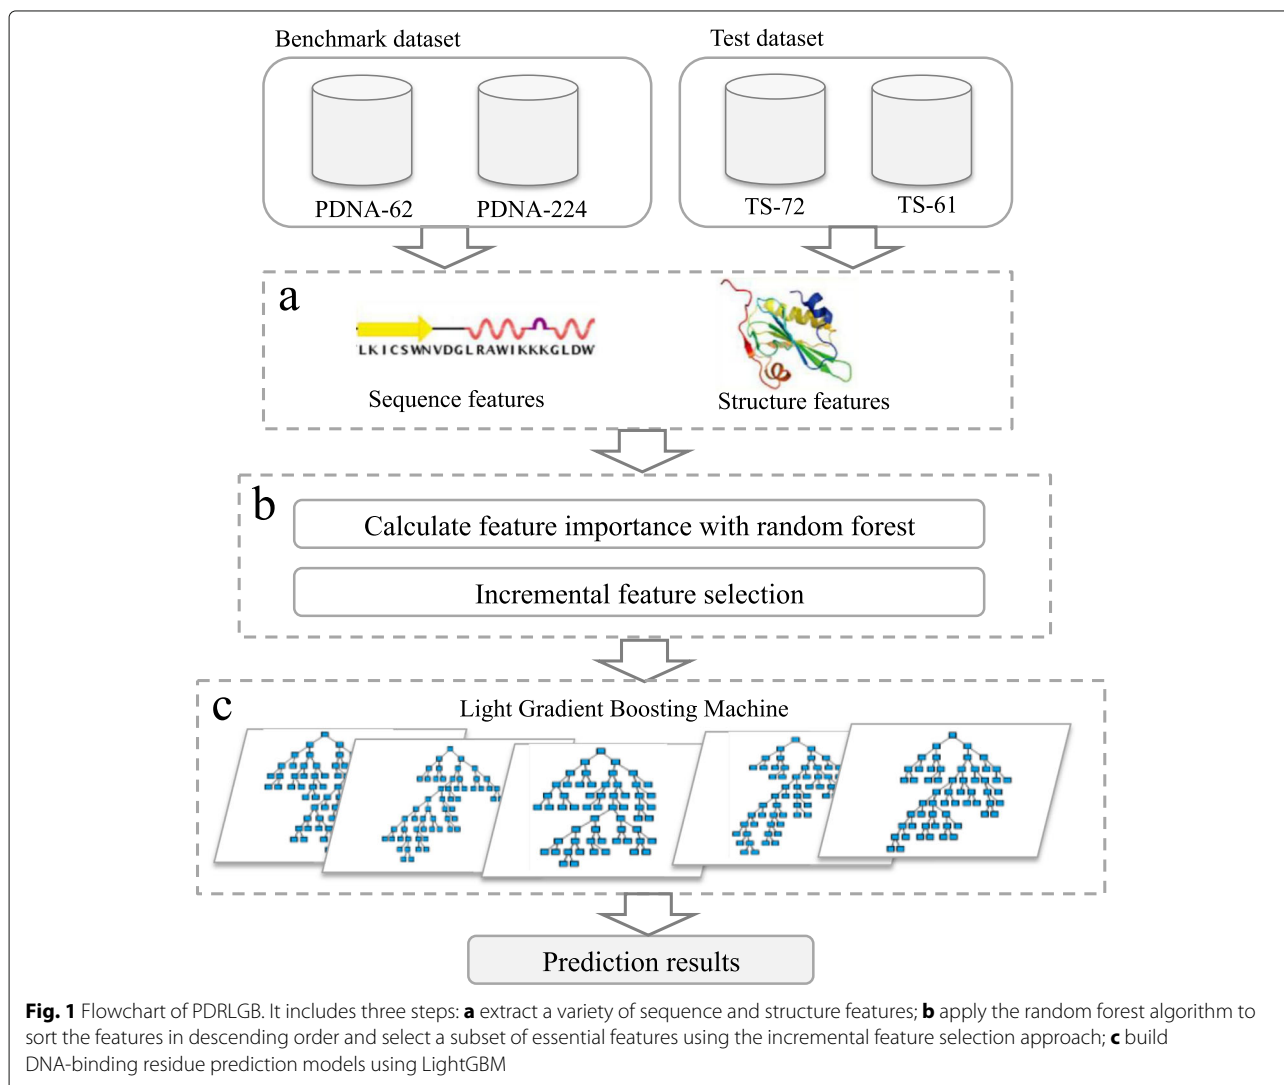 Benchmark dataset
Test dataset
PDNA-62
PDNA-224
TS-72
TS-61
a
LKICSWNVDGLRAWIKKKGLDW
Sequence features
Structure features
b
Calculate feature importance with random forest
Incremental feature selection
c
Light Gradient Boosting Machine
Prediction results
Fig. 1 Flowchart of PDRLGB. It includes three steps: a extract a variety of sequence and structure features; b apply the random forest algorithm to
sort the features in descending order and select a subset of essential features using the incremental feature selection approach; c build
DNA-binding residue prediction models using LightGBM